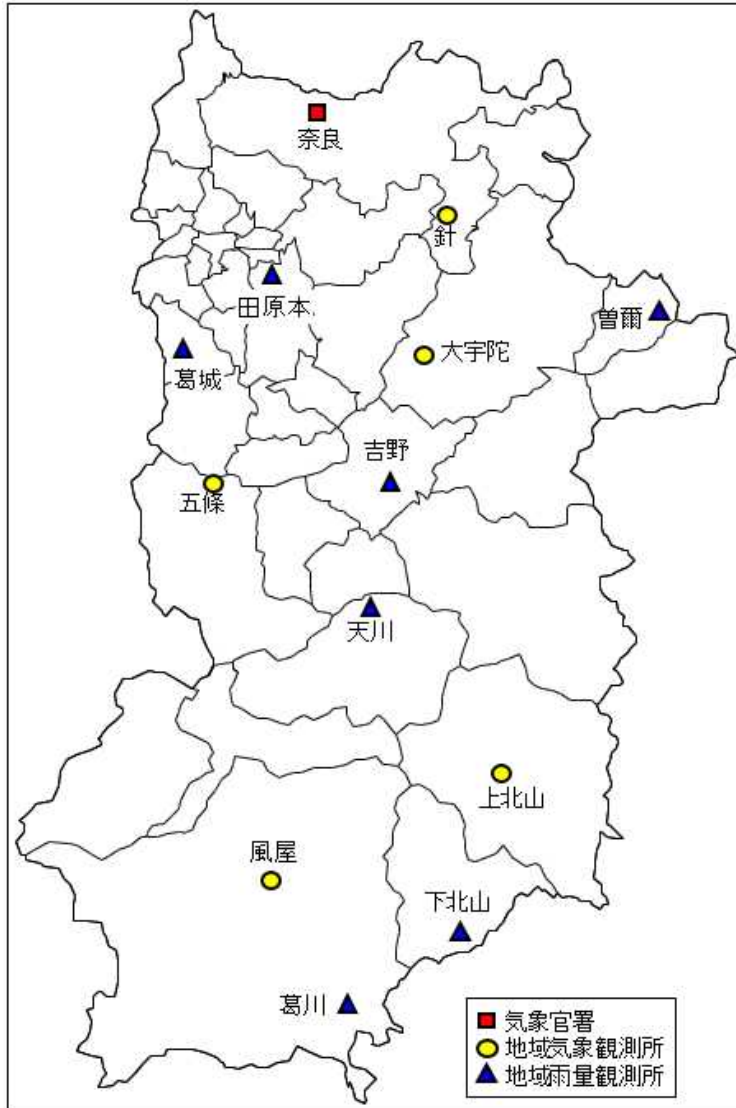 奈良
針
田原本
曽爾
大宇陀
葛城
吉野
五條
天川
上北山
風屋
下北山
葛川
気象官署
地域気象観測所
地域雨量観測所